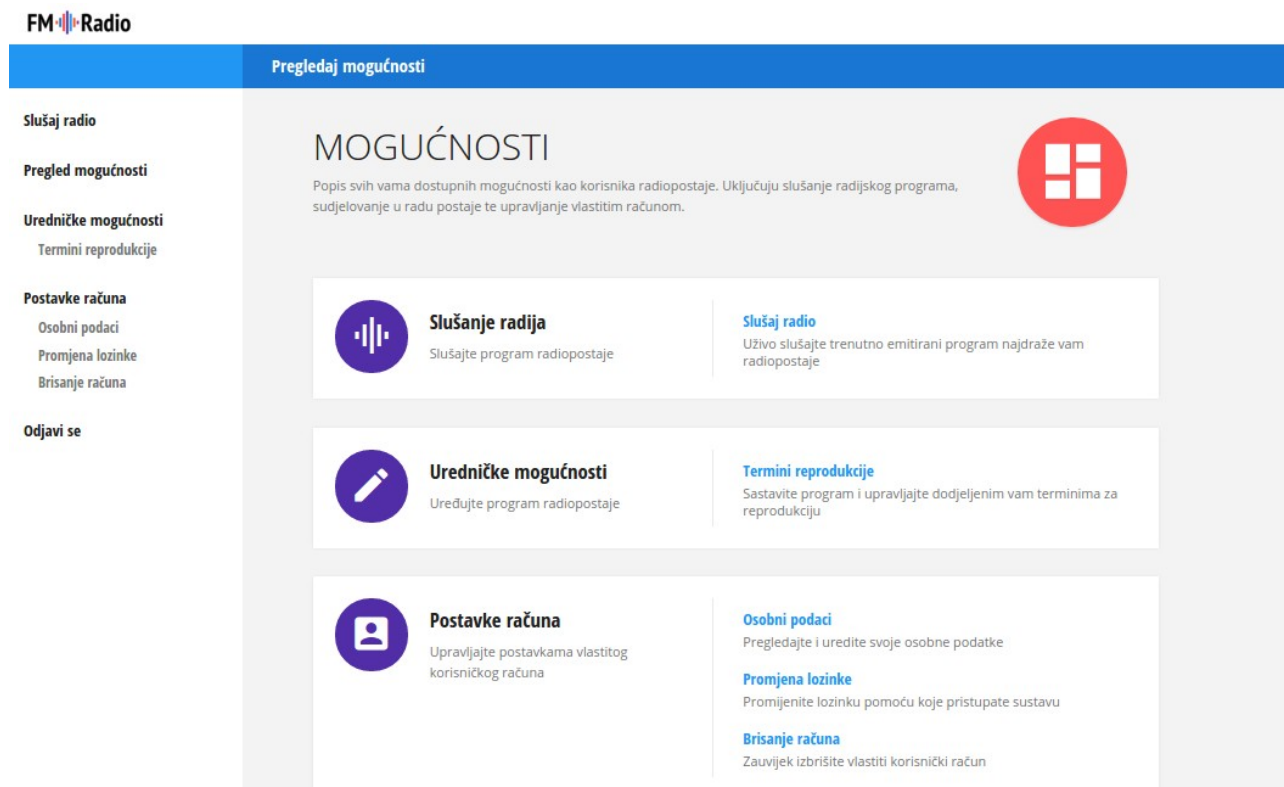 FM Radio
Pregledaj mogućnosti
Slušaj radio
Pregled mogućnosti
Uredničke mogućnosti
Termini reprodukcije
Postavke računa
Osobni podaci
Promjena lozinke
Brisanje računa
Odjavi se
MOGUĆNOSTI
Popis svih vama dostupnih mogućnosti kao korisnika radiopostaje. Uključuju slušanje radijskog programa,
sudjelovanje u radu postaje te upravljanje vlastitim računom.
Slušanje radija
Slušajte program radiopostaje
Slušaj radio
Uživo slušajte trenutno emitirani program najdraže vam
radiopostaje
Uredničke mogućnosti
Uređujte program radiopostaje
Termini reprodukcije
Sastavite program i upravljajte dodjeljenim vam terminima za
reprodukciju
Postavke računa
Upravljajte postavkama vlastitog
korisničkog računa
Osobni podaci
Pregledajte i uredite svoje osobne podatke
Promjena lozinke
Promijenite lozinku pomoću koje pristupate sustavu
Brisanje računa
Zauvijek izbrišite vlastiti korisnički račun